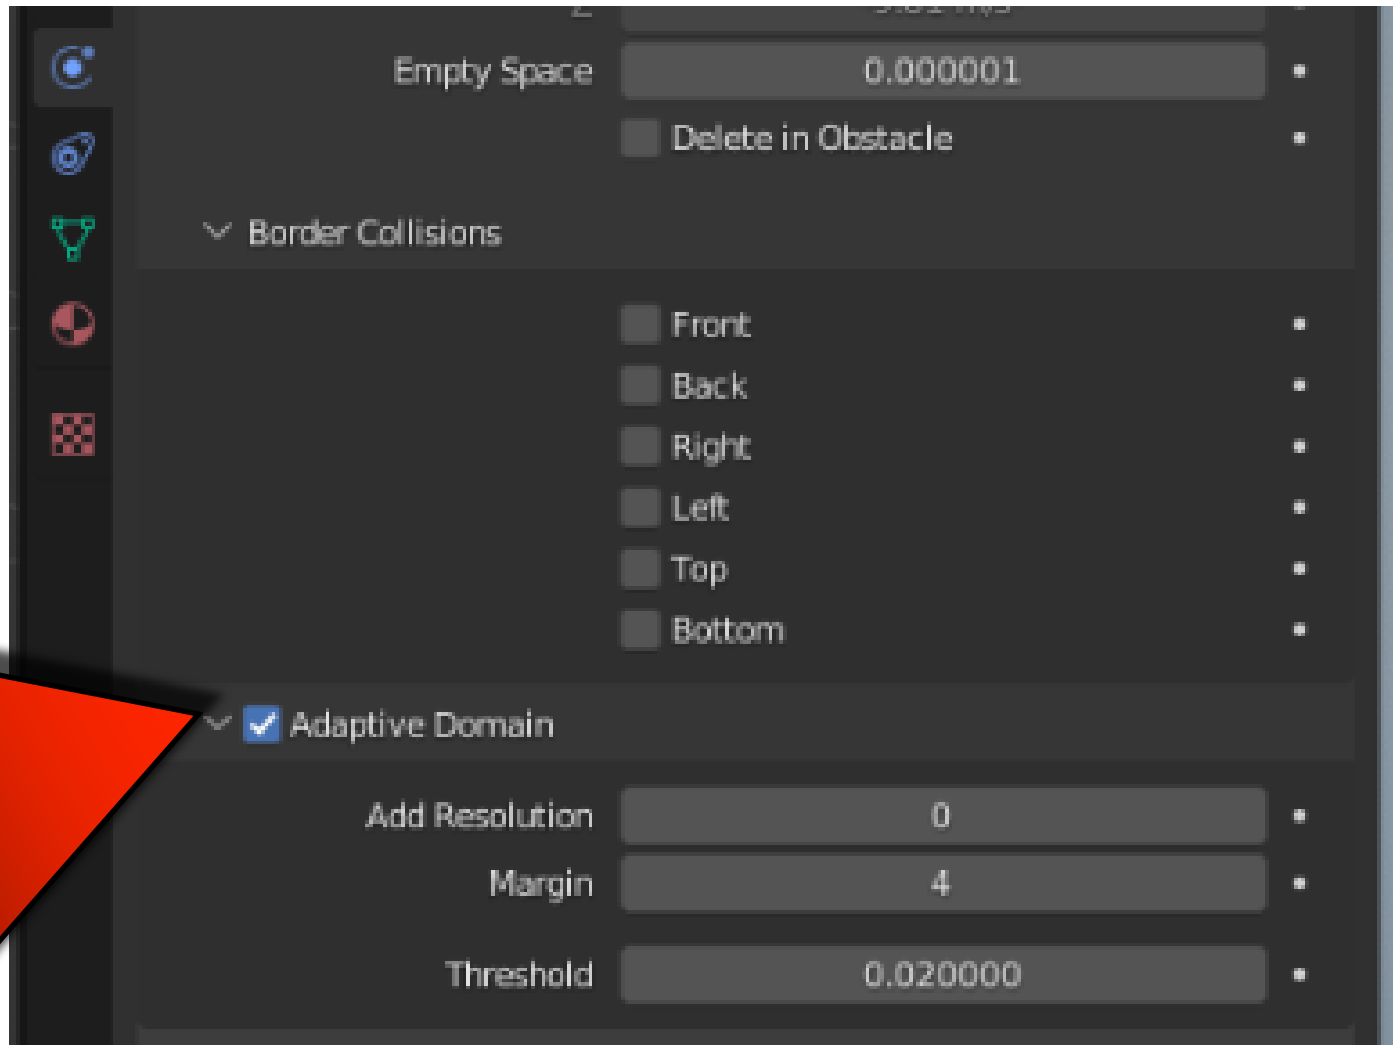 Empty Space 0.000001
Delete in Obstacle
Border Collisions
Front
Back
Right
Left
Top
Bottom
Adaptive Domain
Add Resolution 0
Margin 4
Threshold 0.020000